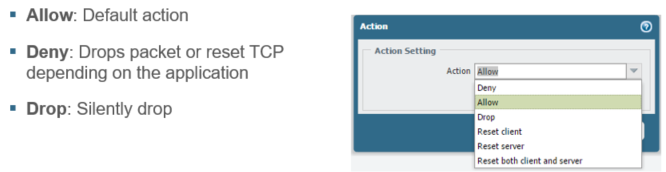 ▪ Allow: Default action
▪ Deny: Drops packet or reset TCP
depending on the application
▪ Drop: Silently drop
Action
Action Setting
Action Allow
Deny
Allow
Drop
Reset client
Reset server
Reset both client and server